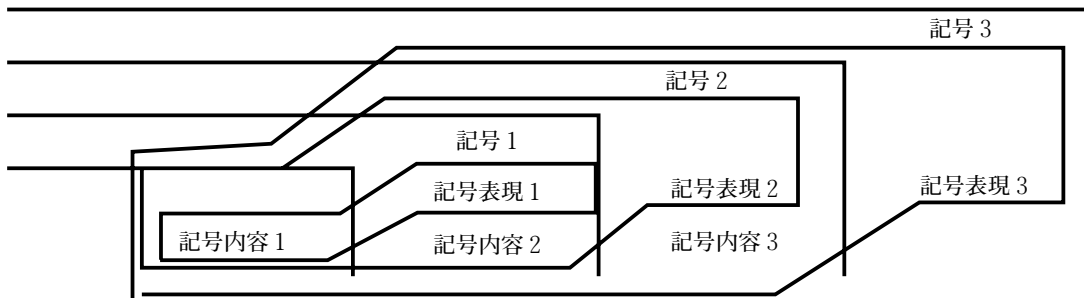 記号 3
記号 2
記号 1
記号表現 1
記号表現 2
記号表現 3
記号内容 1
記号内容 2
記号内容 3